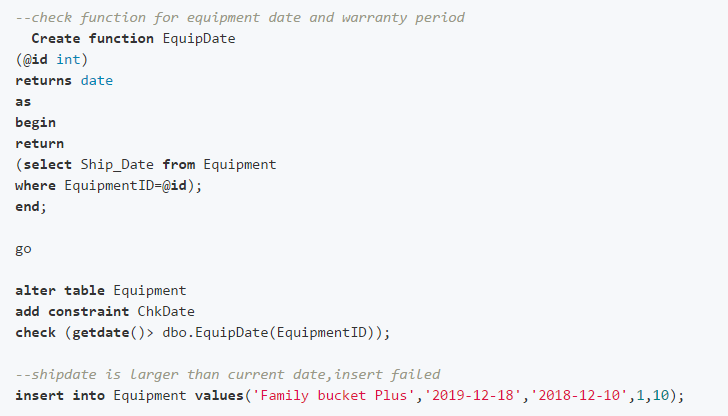 --check function for equipment date and warranty period
Create function EquipDate
(@id int)
returns date
as
begin
return
(select Ship_Date from Equipment
where EquipmentID=@id);
end;
go
alter table Equipment
add constraint ChkDate
check (getdate()> dbo.EquipDate(EquipmentID));
--shipdate is larger than current date,insert failed
insert into Equipment values('Family bucket Plus','2019-12-18','2018-12-10',1,10);